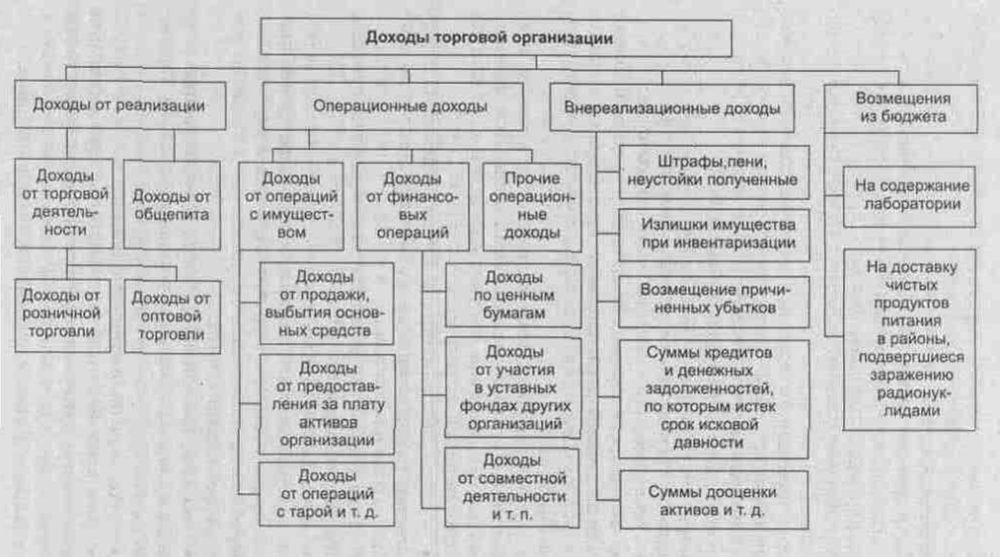 Доходы торговой организации
Доходы от реализации
Операционные доходы
Внереализационные доходы
Возмещения
из бюджета
Доходы
от торговой
деятель-
ности
Доходы от
общепита
Доходы от
розничной
торговли
Доходы от
оптовой
торговли
Доходы
от операций
с имущест-
вом
Доходы
от финансо-
вых
операций
Прочие
операцион-
ные
доходы
Доходы
от продажи,
выбытия основ-
ных средств
Доходы
от предостав-
ления за плату
активов
организации
Доходы
от операций
с тарой и т. д.
Доходы
по ценным
бумагам
Доходы
от участия
в уставных
фондах других
организаций
Доходы
от совместной
деятельности
и т. п.
Штрафы,пени,
неустойки полученные
Излишки имущества
при инвентаризации
Возмещение причи-
ненных убытков
Суммы кредитов
и денежных
задолженностей,
по которым истек
срок исковой
давности
Суммы дооценки
активов и т. д.
На содержание
лаборатории
На доставку
чистых
продуктов
питания
в районы,
подвергшиеся
заражению
радионук-
лидами